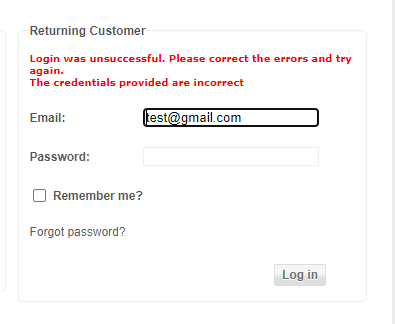 Returning Customer
Login was unsuccessful. Please correct the errors and try
again.
The credentials provided are incorrect
Email:
test@gmail.com
Password:
Remember me?
Forgot password?
Log in